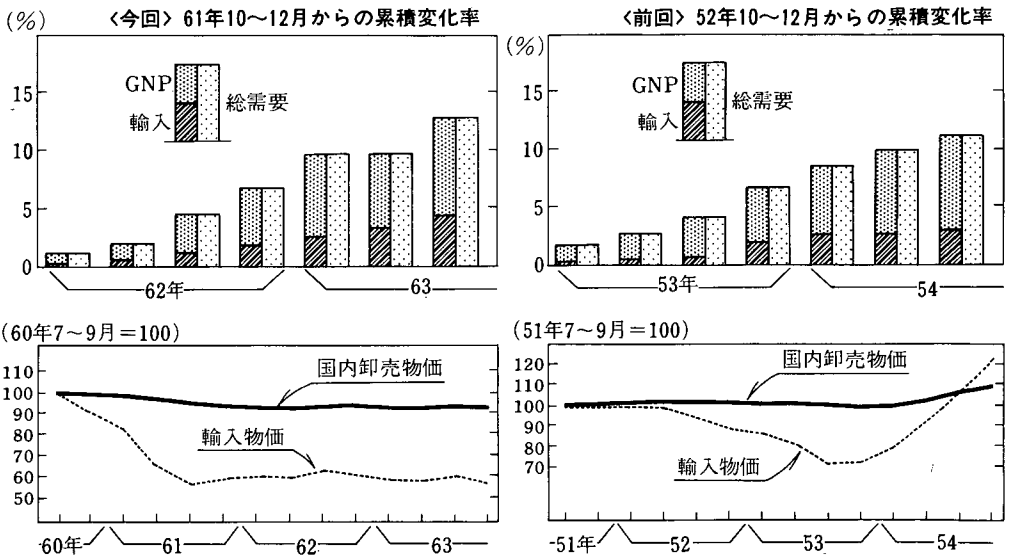 〈今回〉61年10～12月からの累積変化率
(%)
15
10
5
0
GNP
輸入
総需要
62年
63
〈前回〉52年10～12月からの累積変化率
(%)
15
10
5
0
GNP
輸入
総需要
53年
54
(60年7～9月＝100)
110
100
90
80
70
60
50
国内卸売物価
輸入物価
60年
61
62
63
(51年7～9月＝100)
120
110
100
90
80
70
国内卸売物価
輸入物価
51年
52
53
54